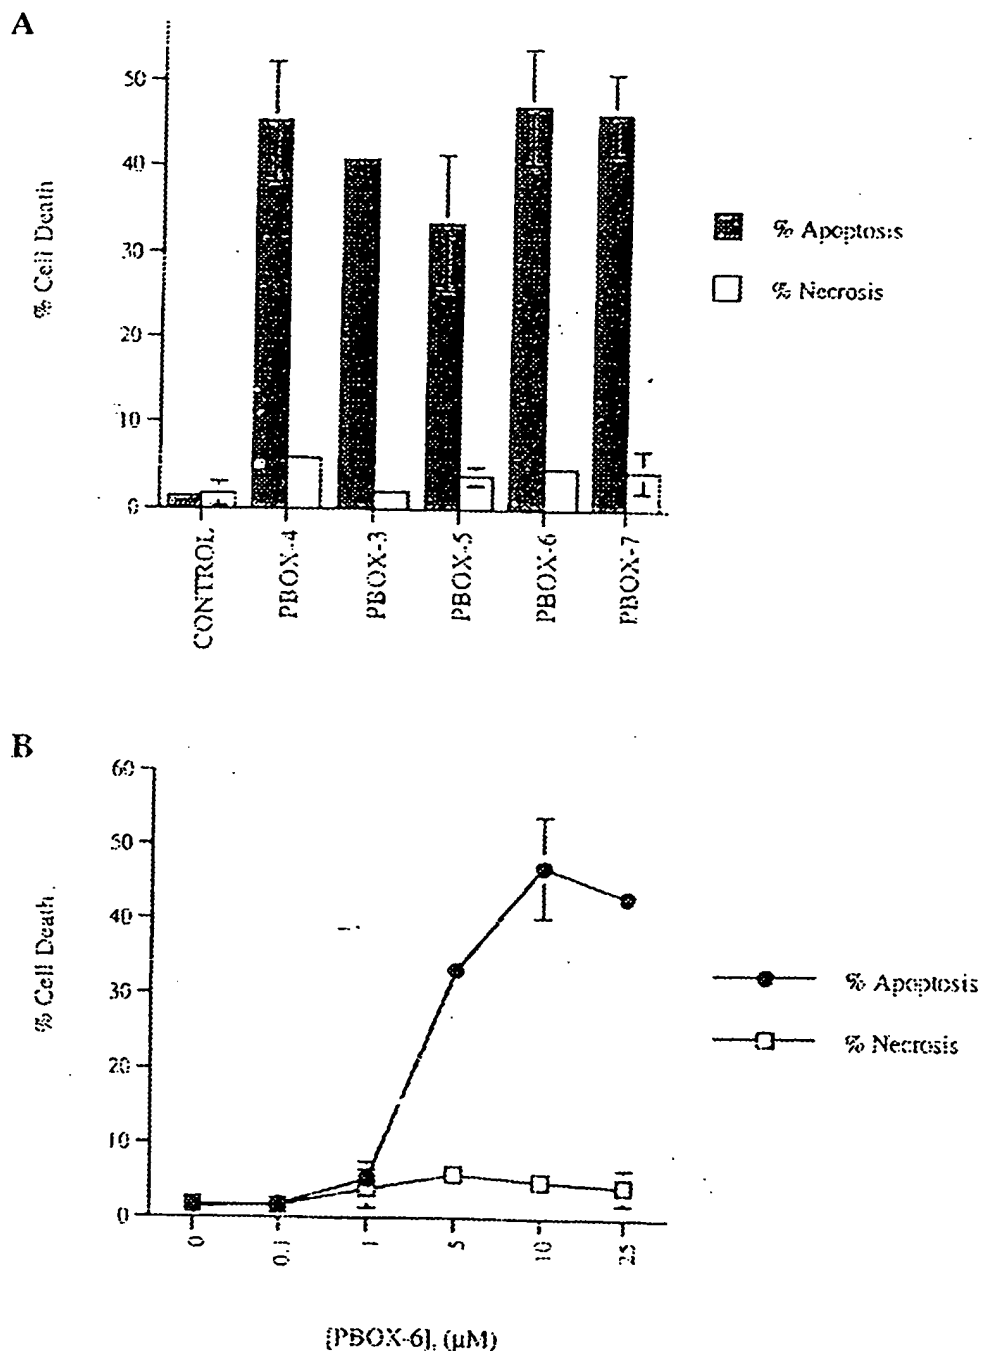 A
50
40
30
20
10
0
% Cell Death
% Apoptosis
% Necrosis
CONTROL
PBOX-4
PBOX-3
PBOX-5
PBOX-6
PBOX-7
B
60
50
40
30
20
10
0
% Cell Death
% Apoptosis
% Necrosis
0
0.1
1
5
10
25
[PBOX-6], (µM)